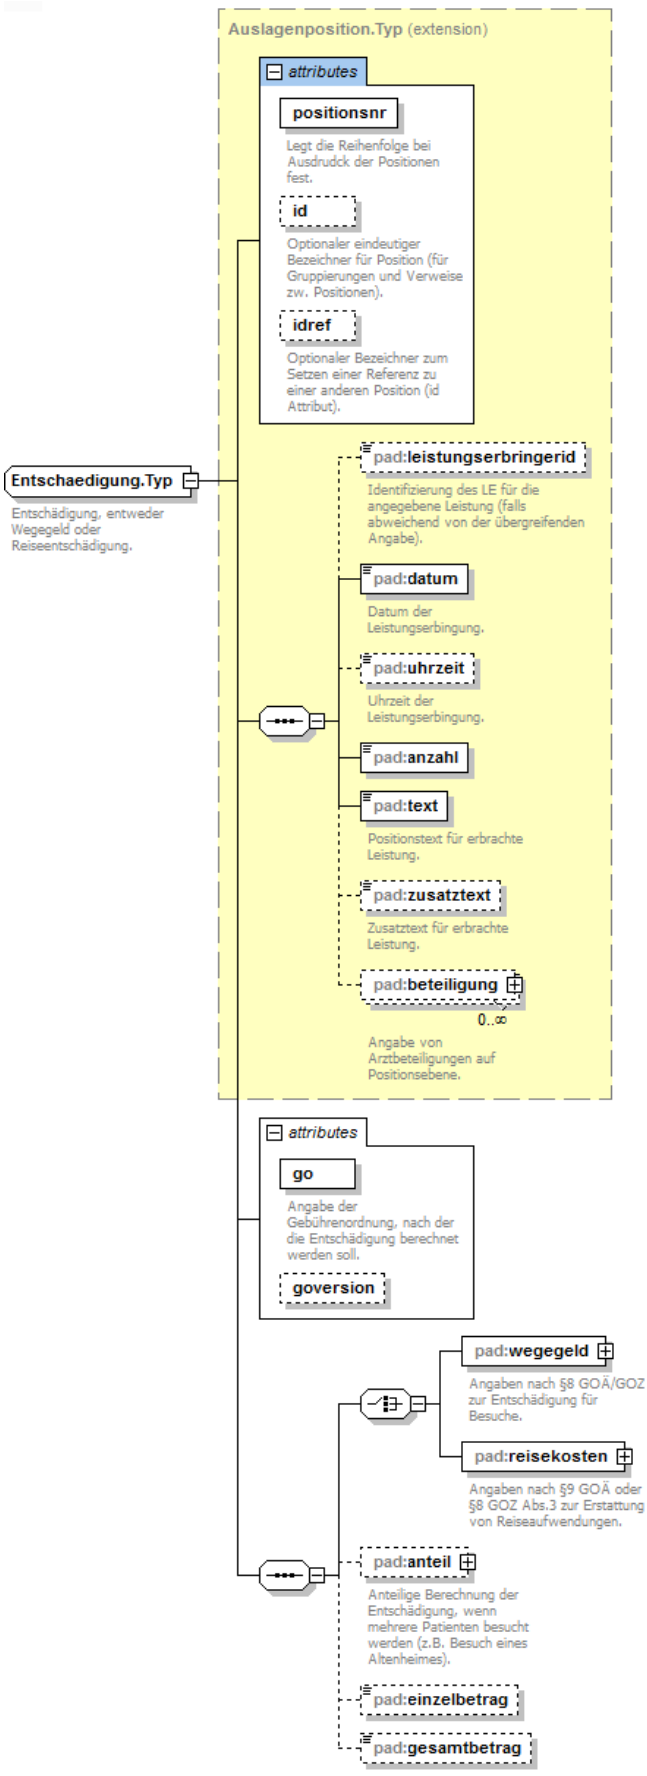 Auslagenposition.Typ (extension)
attributes
positionsnr
Legt die Reihenfolge bei
Ausdrudck der Positionen
fest.
id
Optionaler eindeutiger
Bezeichner für Position (für
Gruppierungen und Verweise
zw. Positionen).
idref
Optionaler Bezeichner zum
Setzen einer Referenz zu
einer anderen Position (id
Attribut).
Entschaedigung.Typ
Entschädigung, entweder
Wegegeld oder
Reiseentschädigung.
pad:leistungserbringerid
Identifizierung des LE für die
angegebene Leistung (falls
abweichend von der übergreifenden
Angabe).
pad:datum
Datum der
Leistungserbingung.
pad:uhrzeit
Uhrzeit der
Leistungserbingung.
pad:anzahl
pad:text
Positionstext für erbrachte
Leistung.
pad:zusatztext
Zusatztext für erbrachte
Leistung.
pad:beteiligung
0..∞
Angabe von
Arztbeteiligungen auf
Positionsebene.
attributes
go
Angabe der
Gebührenordnung, nach der
die Entschädigung berechnet
werden soll.
goversion
pad:wegegeld
Angaben nach §8 GOÄ/GOZ
zur Entschädigung für
Besuche.
pad:reisekosten
Angaben nach §9 GOÄ oder
§8 GOZ Abs.3 zur Erstattung
von Reiseaufwendungen.
pad:anteil
Anteilige Berechnung der
Entschädigung, wenn
mehrere Patienten besucht
werden (z.B. Besuch eines
Altenheimes).
pad:einzelbetrag
pad:gesamtbetrag